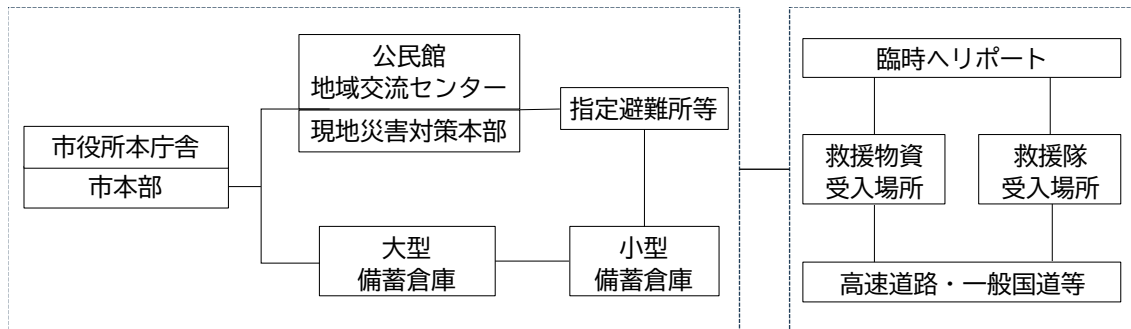 市役所本庁舎
市本部
公民館
地域交流センター
現地災害対策本部
指定避難所等
大型
備蓄倉庫
小型
備蓄倉庫
臨時ヘリポート
救援物資
受入場所
救援隊
受入場所
高速道路・一般国道等